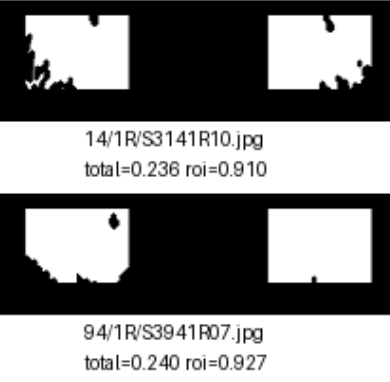 14/1R/S3141R10.jpg
total=0.236 roi=0.910
94/1R/S3941R07.jpg
total=0.240 roi=0.927